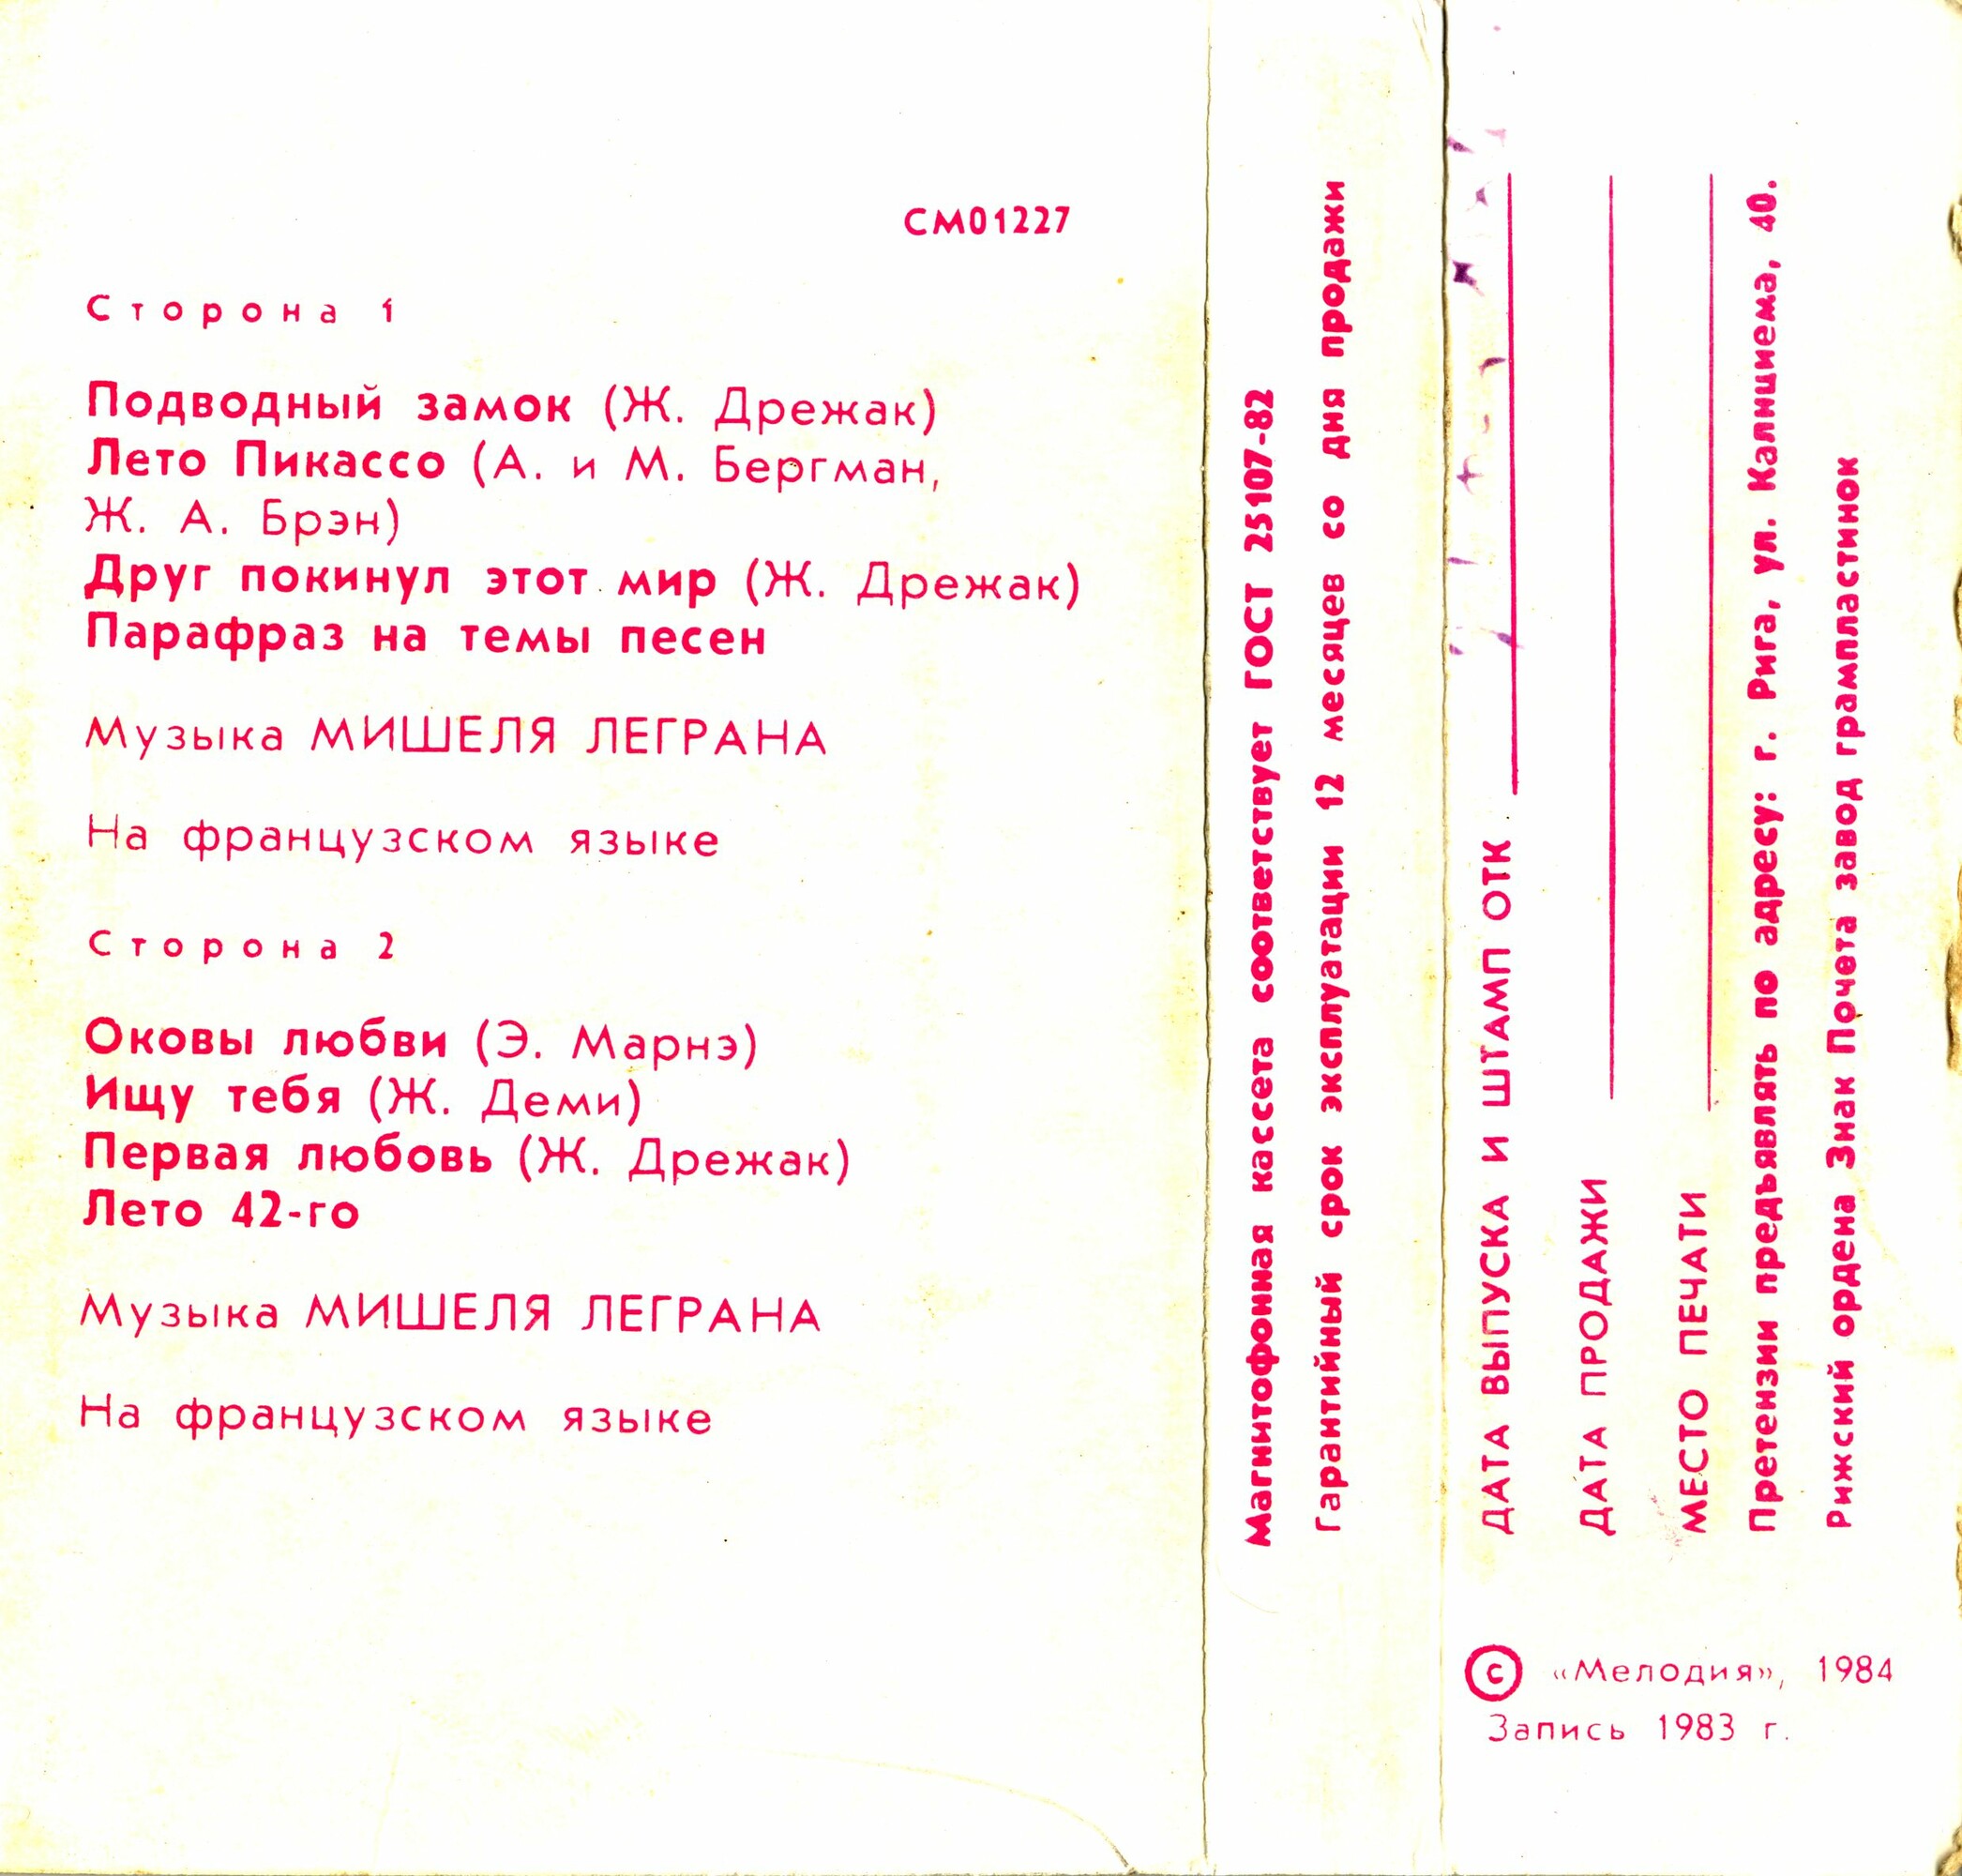 СМ01227
Сторона 1
Подводный замок (Ж. Дрежак)
Лето Пикассо (А. и М. Бергман,
Ж. А. Брэн)
Друг покинул этот мир (Ж. Дрежак)
Парафраз на темы песен
Музыка МИШЕЛЯ ЛЕГРАНА
На французском языке
Сторона 2
Оковы любви (Э. Марнэ)
Ищу тебя (Ж. Деми)
Первая любовь (Ж. Дрежак)
Лето 42-го
Музыка МИШЕЛЯ ЛЕГРАНА
На французском языке
Магнитофонная кассета соответствует ГОСТ 25107-82
Гарантийный срок эксплуатации 12 месяцев со дня продажи
ДАТА ВЫПУСКА И ШТАМП ОТК
ДАТА ПРОДАЖИ
МЕСТО ПЕЧАТИ
Претензии предъявлять по адресу: г. Рига, ул. Калнциема, 40.
Рижский ордена Знак Почета завод грампластинок
© «Мелодия», 1984
Запись 1983 г.